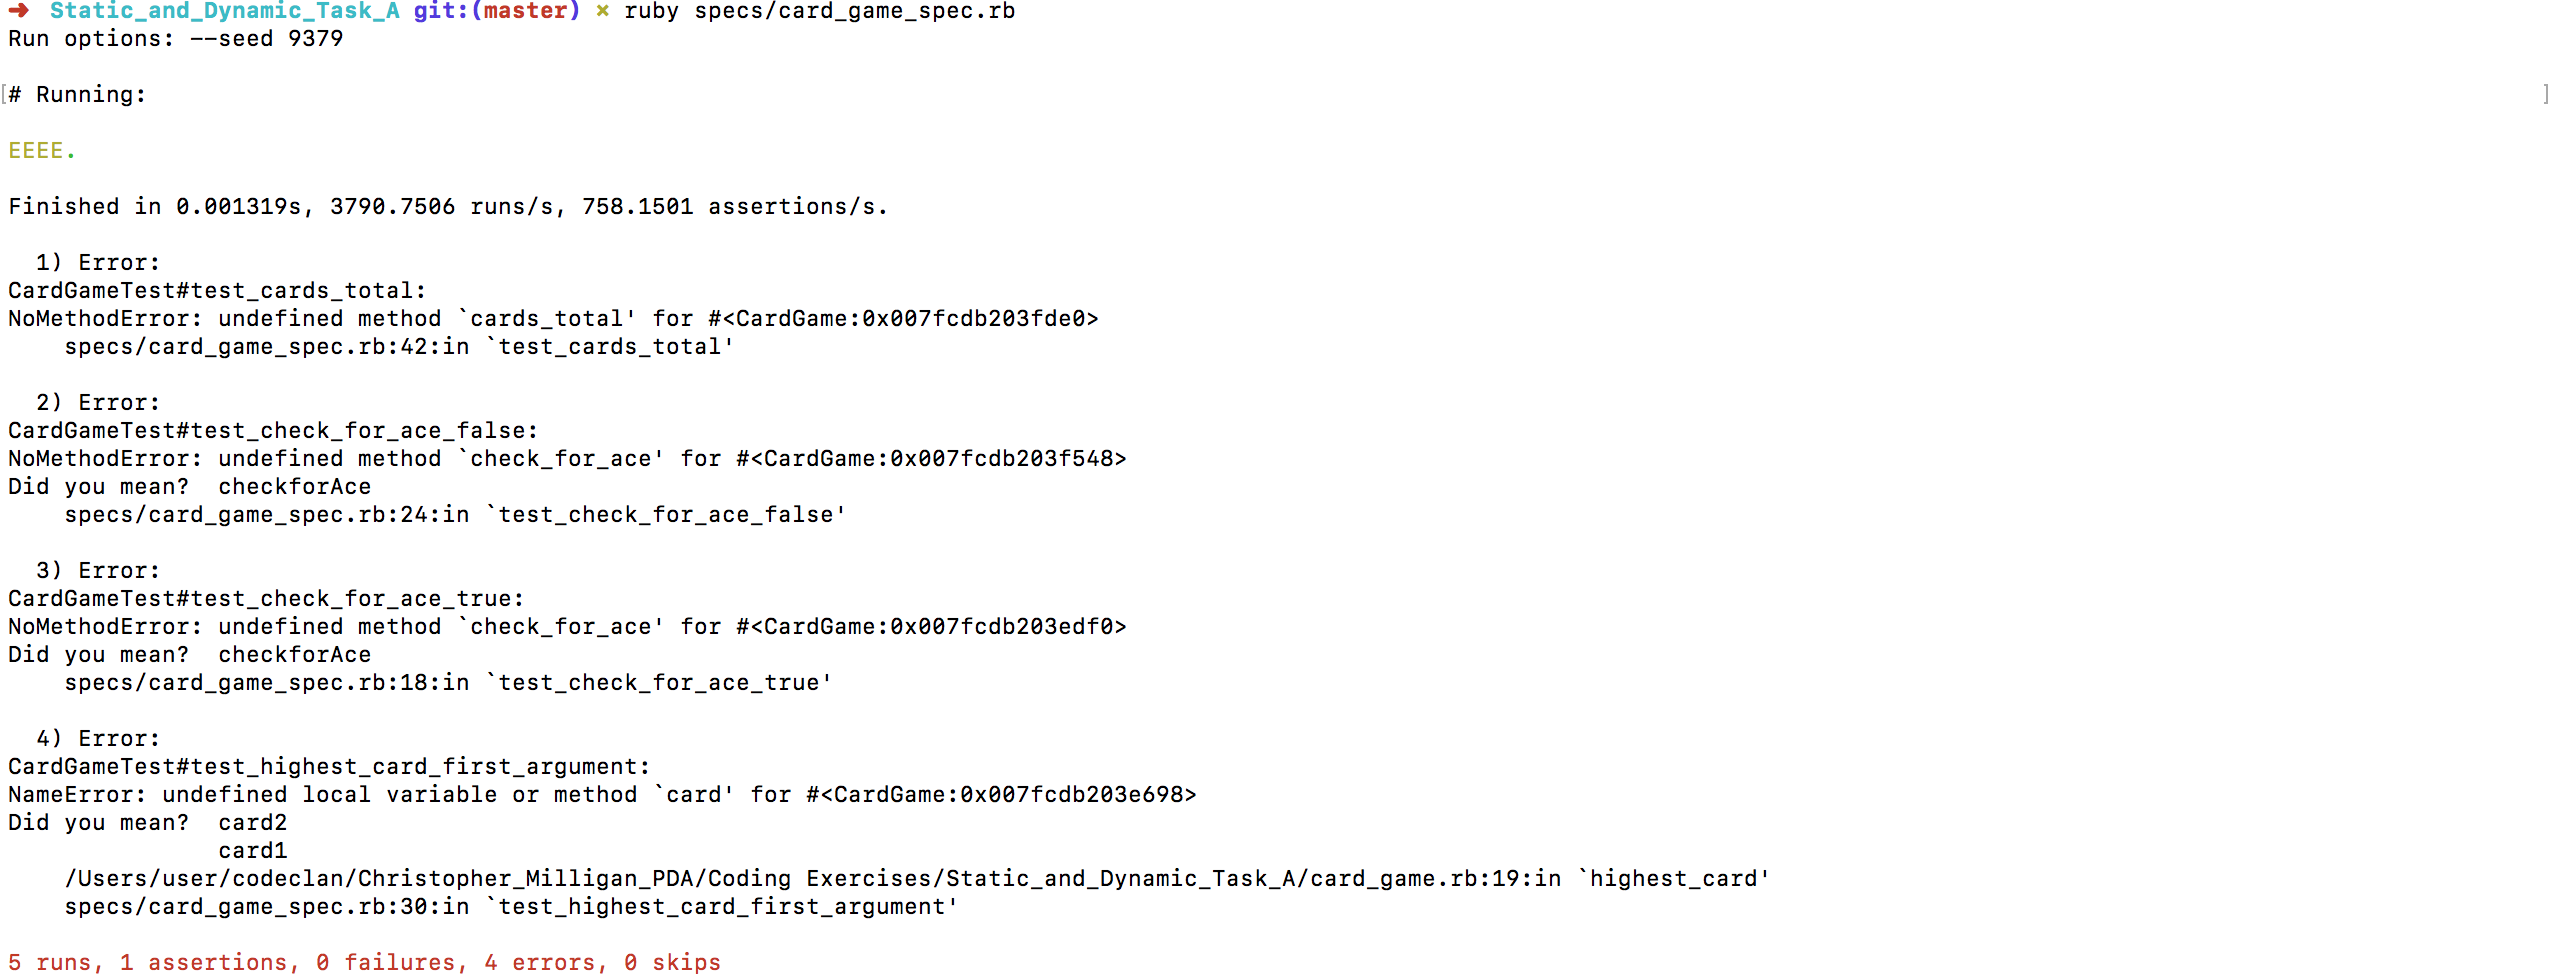 ➜ Static_and_Dynamic_Task_A git:(master) ✗ ruby specs/card_game_spec.rb
Run options: --seed 9379
[# Running: ]
EEEE.
Finished in 0.001319s, 3790.7506 runs/s, 758.1501 assertions/s.
1) Error:
CardGameTest#test_cards_total:
NoMethodError: undefined method `cards_total' for #<CardGame:0x007fcdb203fde0>
specs/card_game_spec.rb:42:in `test_cards_total'
2) Error:
CardGameTest#test_check_for_ace_false:
NoMethodError: undefined method `check_for_ace' for #<CardGame:0x007fcdb203f548>
Did you mean?  checkforAce
specs/card_game_spec.rb:24:in `test_check_for_ace_false'
3) Error:
CardGameTest#test_check_for_ace_true:
NoMethodError: undefined method `check_for_ace' for #<CardGame:0x007fcdb203edf0>
Did you mean?  checkforAce
specs/card_game_spec.rb:18:in `test_check_for_ace_true'
4) Error:
CardGameTest#test_highest_card_first_argument:
NameError: undefined local variable or method `card' for #<CardGame:0x007fcdb203e698>
Did you mean?  card2
card1
/Users/user/codeclan/Christopher_Milligan_PDA/Coding Exercises/Static_and_Dynamic_Task_A/card_game.rb:19:in `highest_card'
specs/card_game_spec.rb:30:in `test_highest_card_first_argument'
5 runs, 1 assertions, 0 failures, 4 errors, 0 skips